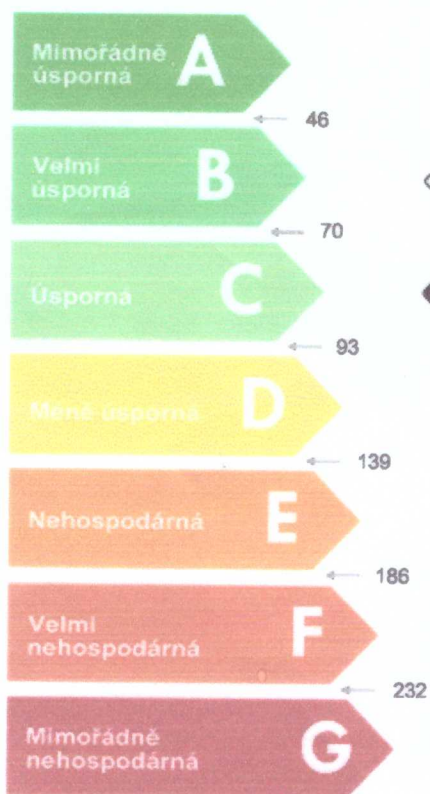 Mimořádně
úsporná
A
46
Velmi
úsporná
B
70
Úsporná
C
93
Méně úsporná
D
139
Nehospodárná
E
186
Velmi
nehospodárná
F
232
Mimořádně
nehospodárná
G